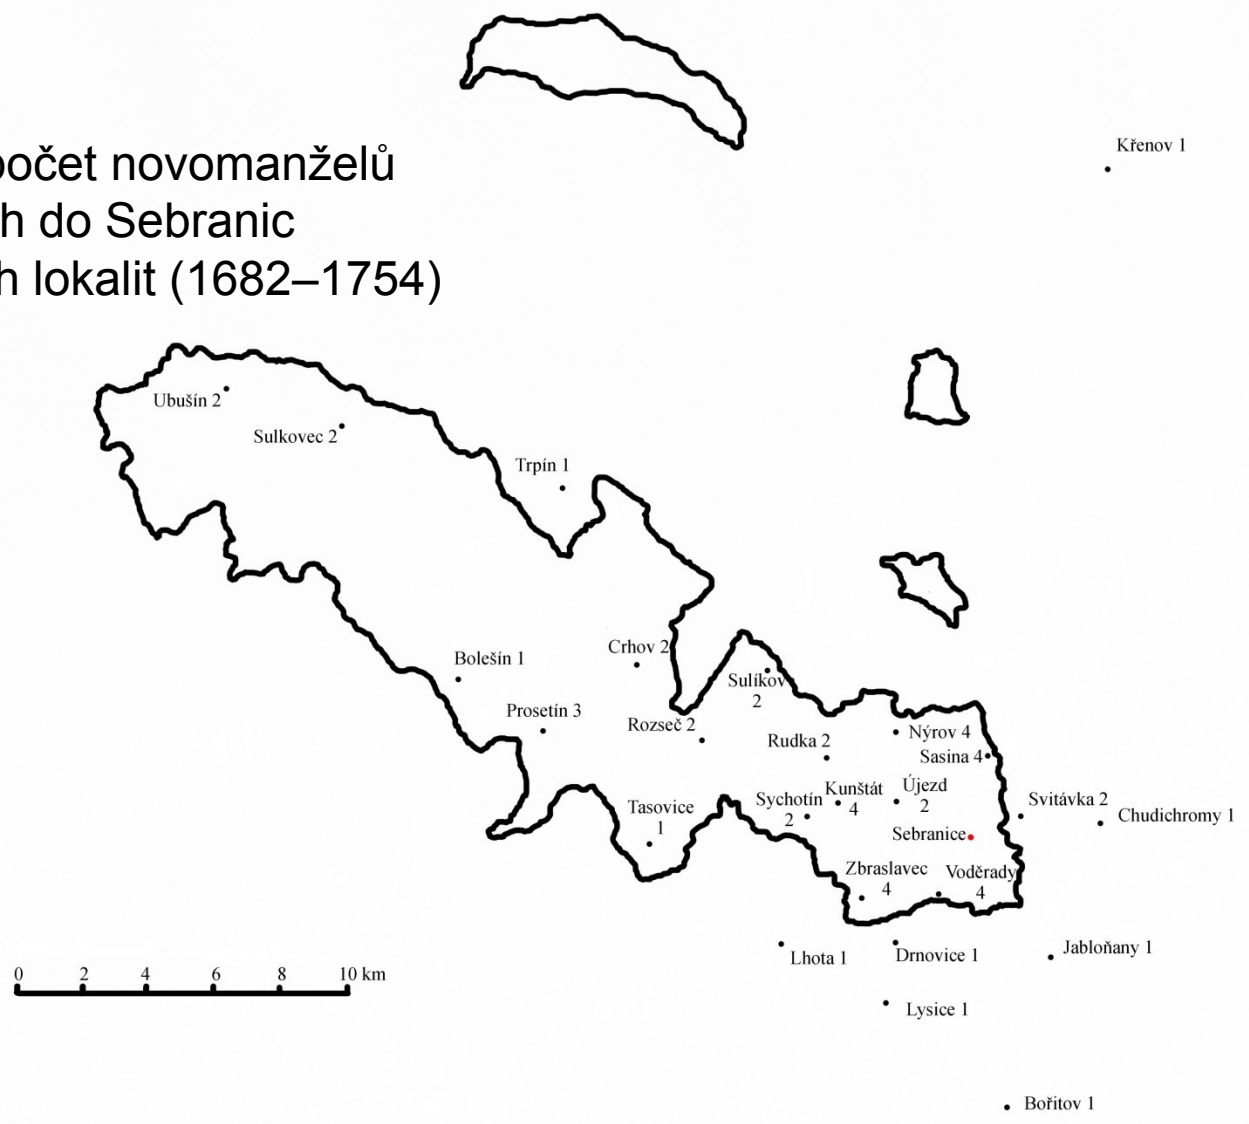 Křenov 1
počet novomanželů
h do Sebranic
h lokalit (1682–1754)
Ubušín 2
Sulkovec 2
Trpín 1
Crhov 2
Bolešín 1
Sulíkov
2
Prosetín 3
Rozseč 2
Nýrov 4
Rudka 2
Sasina 4
Újezd
2
Kunštát
4
Sychotín
2
Svitávka 2
Tasovice
1
Chudichromy 1
Sebranice
Zbraslavec
4
Voděrady
4
Jabloňany 1
Drnovice 1
Lhota 1
0 2 4 6 8 10 km
Lysice 1
Bořitov 1